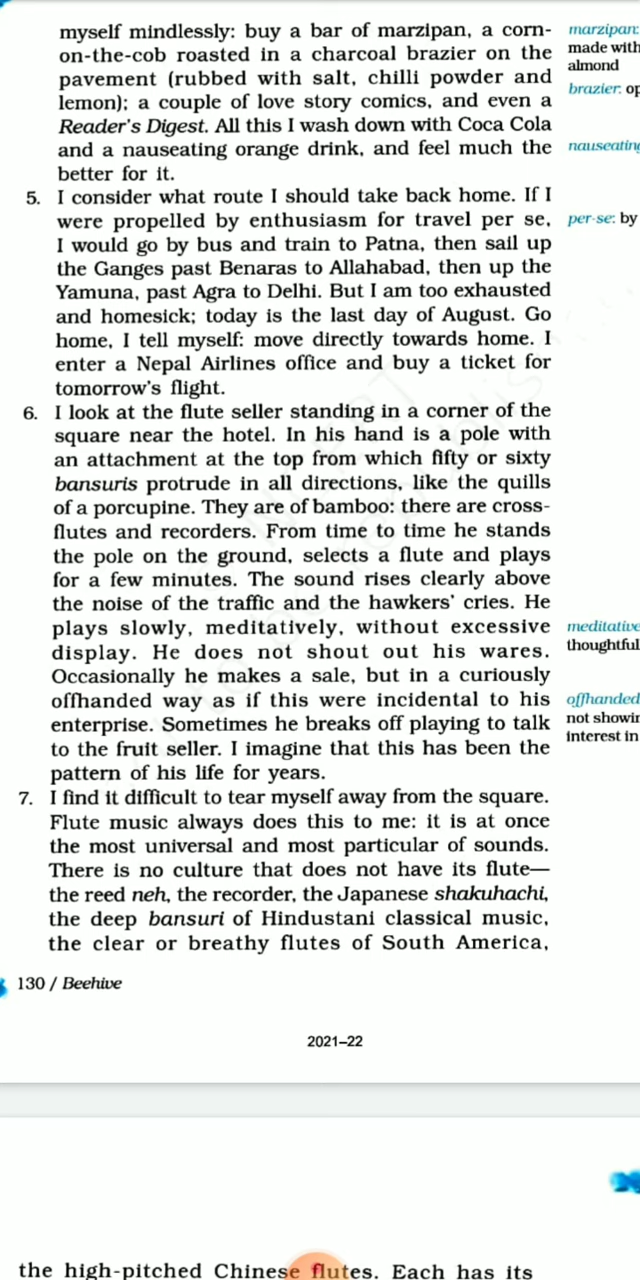 myself mindlessly: buy a bar of marzipan, a corn-
on-the-cob roasted in a charcoal brazier on the
pavement (rubbed with salt, chilli powder and
lemon); a couple of love story comics, and even a
Reader's Digest. All this I wash down with Coca Cola
and a nauseating orange drink, and feel much the
better for it.
marzipan:
made with
almond
brazier: op
nauseating
5. I consider what route I should take back home. If I
were propelled by enthusiasm for travel per se,
I would go by bus and train to Patna, then sail up
the Ganges past Benaras to Allahabad, then up the
Yamuna, past Agra to Delhi. But I am too exhausted
and homesick; today is the last day of August. Go
home, I tell myself: move directly towards home. I
enter a Nepal Airlines office and buy a ticket for
tomorrow's flight.
per-se: by
6. I look at the flute seller standing in a corner of the
square near the hotel. In his hand is a pole with
an attachment at the top from which fifty or sixty
bansuris protrude in all directions, like the quills
of a porcupine. They are of bamboo: there are cross-
flutes and recorders. From time to time he stands
the pole on the ground, selects a flute and plays
for a few minutes. The sound rises clearly above
the noise of the traffic and the hawkers' cries. He
plays slowly, meditatively, without excessive
display. He does not shout out his wares.
Occasionally he makes a sale, but in a curiously
offhanded way as if this were incidental to his
enterprise. Sometimes he breaks off playing to talk
to the fruit seller. I imagine that this has been the
pattern of his life for years.
meditative
thoughtful
offhanded
not showin
interest in
7. I find it difficult to tear myself away from the square.
Flute music always does this to me: it is at once
the most universal and most particular of sounds.
There is no culture that does not have its flute—
the reed neh, the recorder, the Japanese shakuhachi,
the deep bansuri of Hindustani classical music,
the clear or breathy flutes of South America,
130 / Beehive
2021–22
the high-pitched Chinese flutes. Each has its